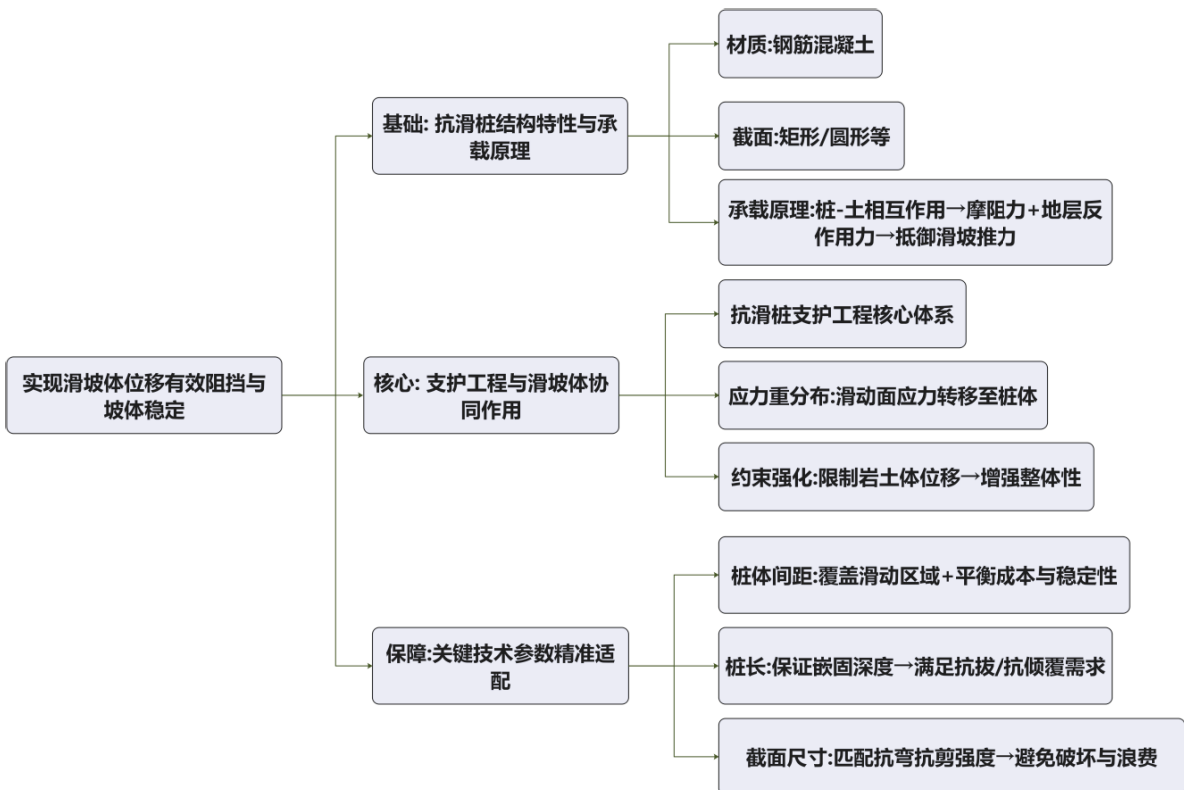 实现滑坡体位移有效阻挡与
坡体稳定
基础: 抗滑桩结构特性与承
载原理
材质:钢筋混凝土
截面:矩形/圆形等
承载原理:桩-土相互作用→摩阻力+地层反
作用力→抵御滑坡推力
核心: 支护工程与滑坡体协
同作用
抗滑桩支护工程核心体系
应力重分布:滑动面应力转移至桩体
约束强化:限制岩土体位移→增强整体性
保障:关键技术参数精准适
配
桩体间距:覆盖滑动区域+平衡成本与稳定性
桩长:保证嵌固深度→满足抗拔/抗倾覆需求
截面尺寸:匹配抗弯抗剪强度→避免破坏与浪费